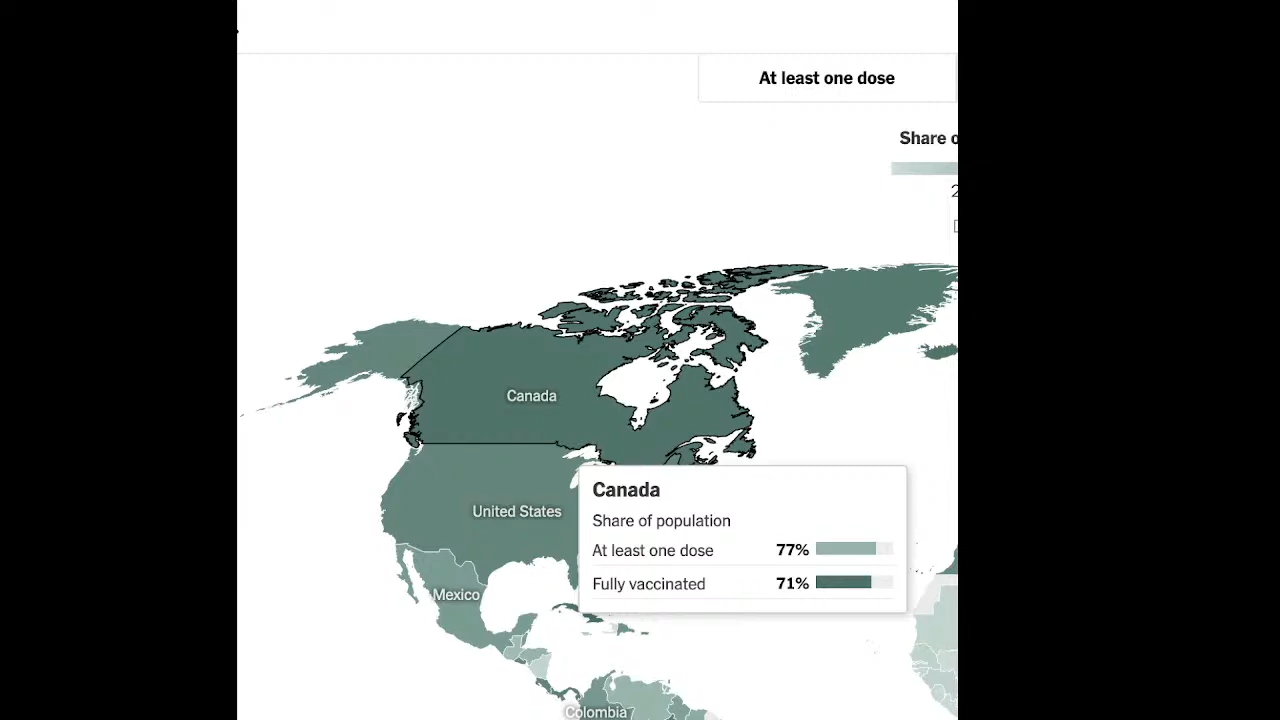 At least one dose
Share
Canada
United States
Canada
Share of population
At least one dose 77%
Fully vaccinated 71%
Mexico
Colombia